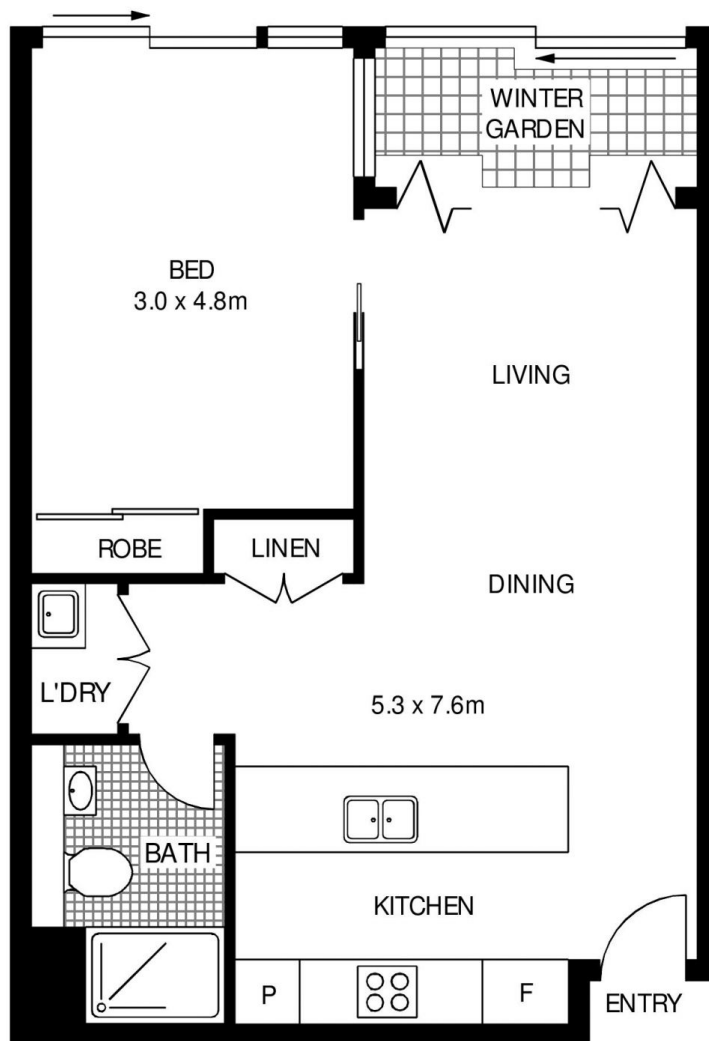 WINTER
GARDEN
BED
3.0 x 4.8m
LIVING
ROBE
LINEN
DINING
L'DRY
5.3 x 7.6m
BATH
KITCHEN
P
F
ENTRY